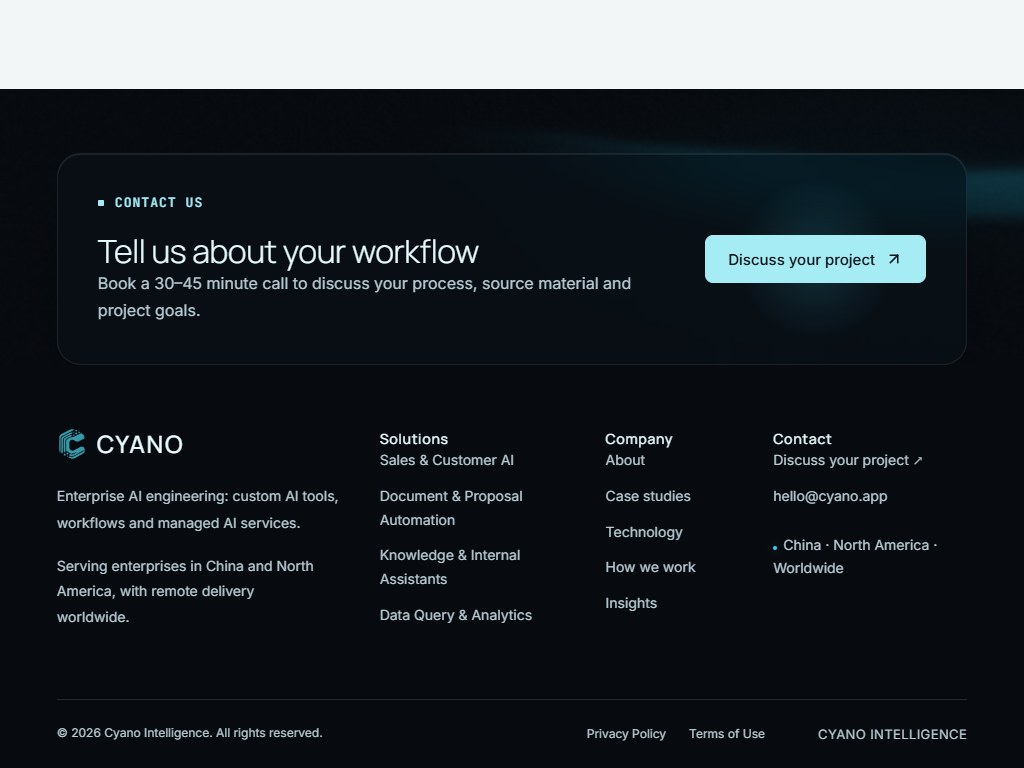 CONTACT US
Tell us about your workflow
Book a 30–45 minute call to discuss your process, source material and
project goals.
Discuss your project ↗
CYANO
Enterprise AI engineering: custom AI tools,
workflows and managed AI services.
Serving enterprises in China and North
America, with remote delivery
worldwide.
Solutions
Sales & Customer AI
Document & Proposal
Automation
Knowledge & Internal
Assistants
Data Query & Analytics
Company
About
Case studies
Technology
How we work
Insights
Contact
Discuss your project ↗
hello@cyano.app
China · North America ·
Worldwide
© 2026 Cyano Intelligence. All rights reserved.
Privacy Policy
Terms of Use
CYANO INTELLIGENCE